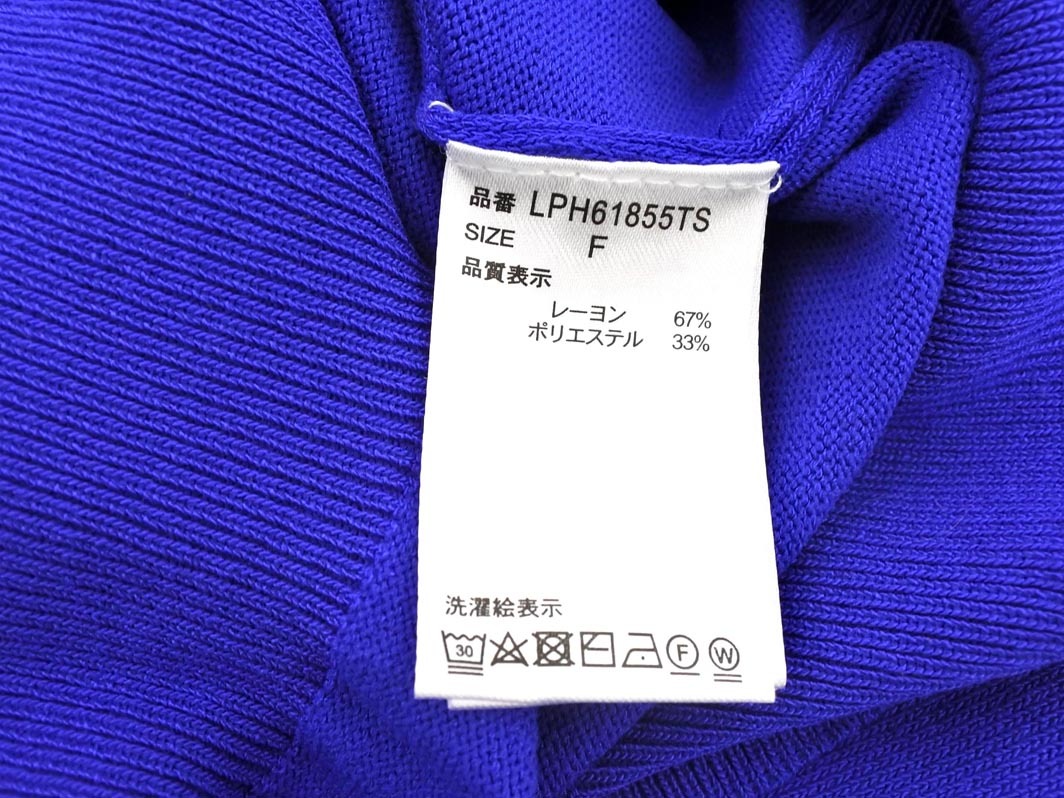 品番 LPH61855TS
SIZE F
品質表示
レーヨン 67%
ポリエステル 33%
洗濯絵表示
30 F W